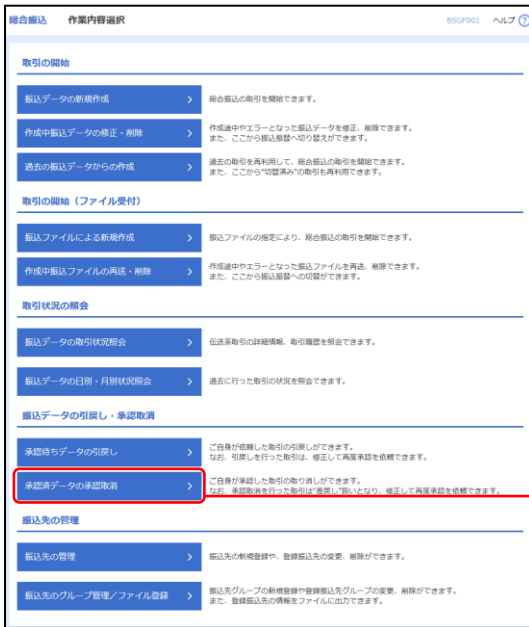 総合振込 作業内容選択 BSGF001 ヘルプ ?
取引の開始
振込データの新規作成 > 総合振込の取引を開始できます。
作成中振込データの修正・削除 > 作成途中やエラーとなった振込データを修正、削除できます。
また、ここから振込振替へ切り替えができます。
過去の振込データからの作成 > 過去の取引を再利用して、総合振込の取引を開始できます。
また、ここから"切替済み"の取引も再利用できます。
取引の開始（ファイル受付）
振込ファイルによる新規作成 > 振込ファイルの指定により、総合振込の取引を開始できます。
作成中振込ファイルの再送・削除 > 作成途中やエラーとなった振込ファイルを再送、削除できます。
また、ここから振込振替への切替ができます。
取引状況の照会
振込データの取引状況照会 > 伝送系取引の詳細情報、取引履歴を照会できます。
振込データの日別・月別状況照会 > 過去に行った取引の状況を照会できます。
振込データの引戻し・承認取消
承認待ちデータの引戻し > ご自身が依頼した取引の引戻しができます。
なお、引戻しを行った取引は、修正して再度承認を依頼できます。
承認済データの承認取消 > ご自身が承認した取引の取り消しができます。
なお、承認取消を行った取引は"差戻し"扱いとなり、修正して再度承認を依頼できます。
振込先の管理
振込先の管理 > 振込先の新規登録や、登録振込先の変更、削除ができます。
振込先のグループ管理／ファイル登録 > 振込先グループの新規登録や登録振込先グループの変更、削除ができます。
また、登録振込先の情報をファイルに出力できます。